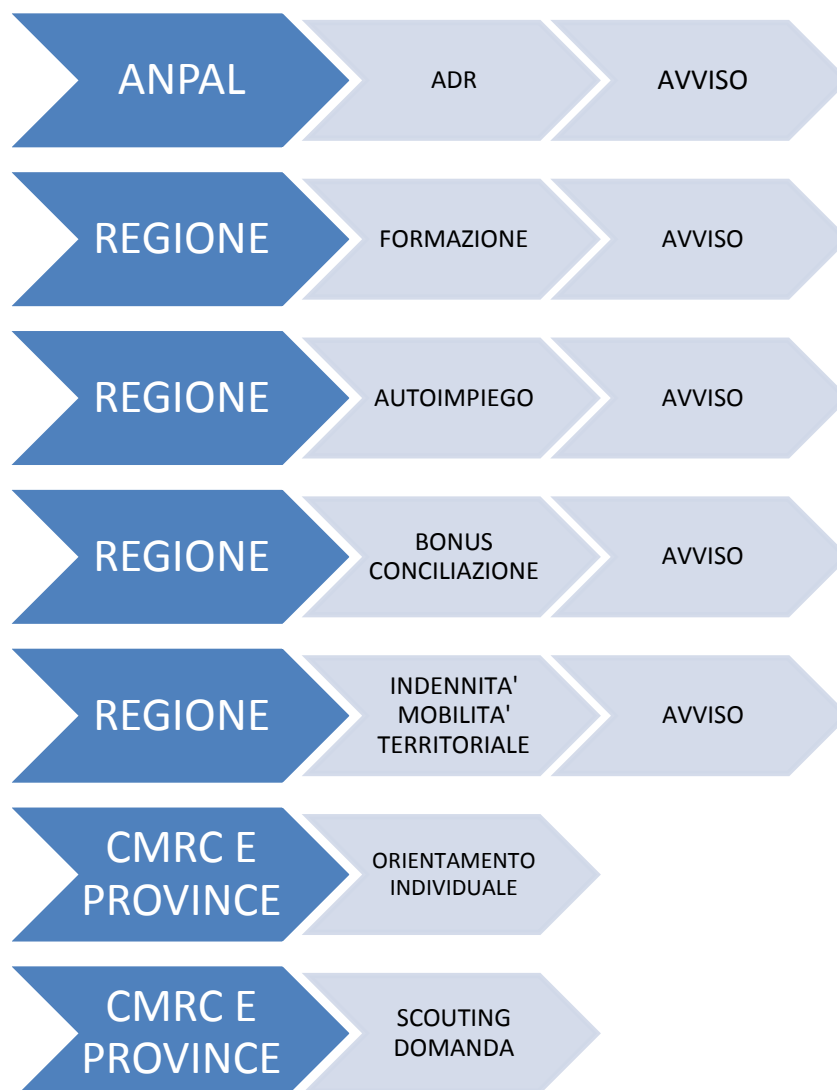 ANPAL
ADR
AVVISO
REGIONE
FORMAZIONE
AVVISO
REGIONE
AUTOIMPIEGO
AVVISO
REGIONE
BONUS
CONCILIAZIONE
AVVISO
REGIONE
INDENNITA'
MOBILITA'
TERRITORIALE
AVVISO
CMRC E
PROVINCE
ORIENTAMENTO
INDIVIDUALE
CMRC E
PROVINCE
SCOUTING
DOMANDA